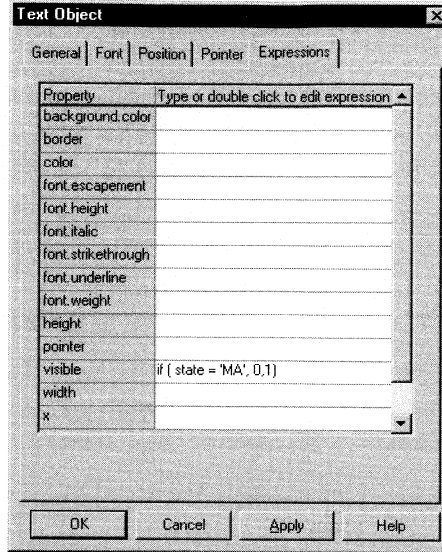 Text Object
General Font Position Pointer Expressions
Property Type or double click to edit expression
background.color
border
color
font.escapement
font.height
font.italic
font.strikethrough
font.underline
font.weight
height
pointer
visible if ( state = 'MA', 0,1)
width
x
OK Cancel Apply Help